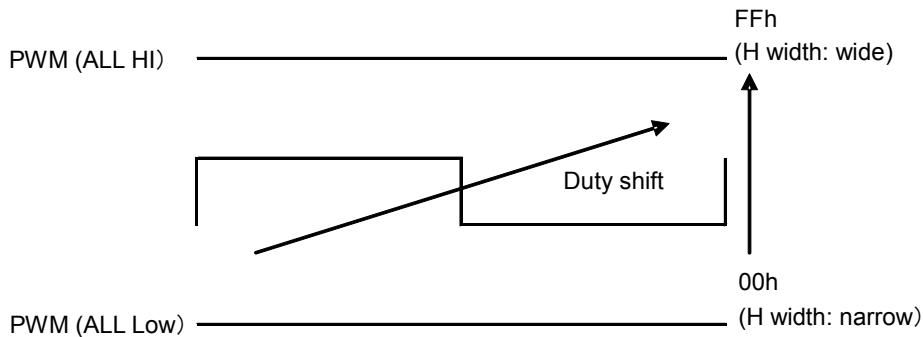 FFh
PWM (ALL HI）
(H width: wide)
Duty shift
00h
PWM (ALL Low）
(H width: narrow）